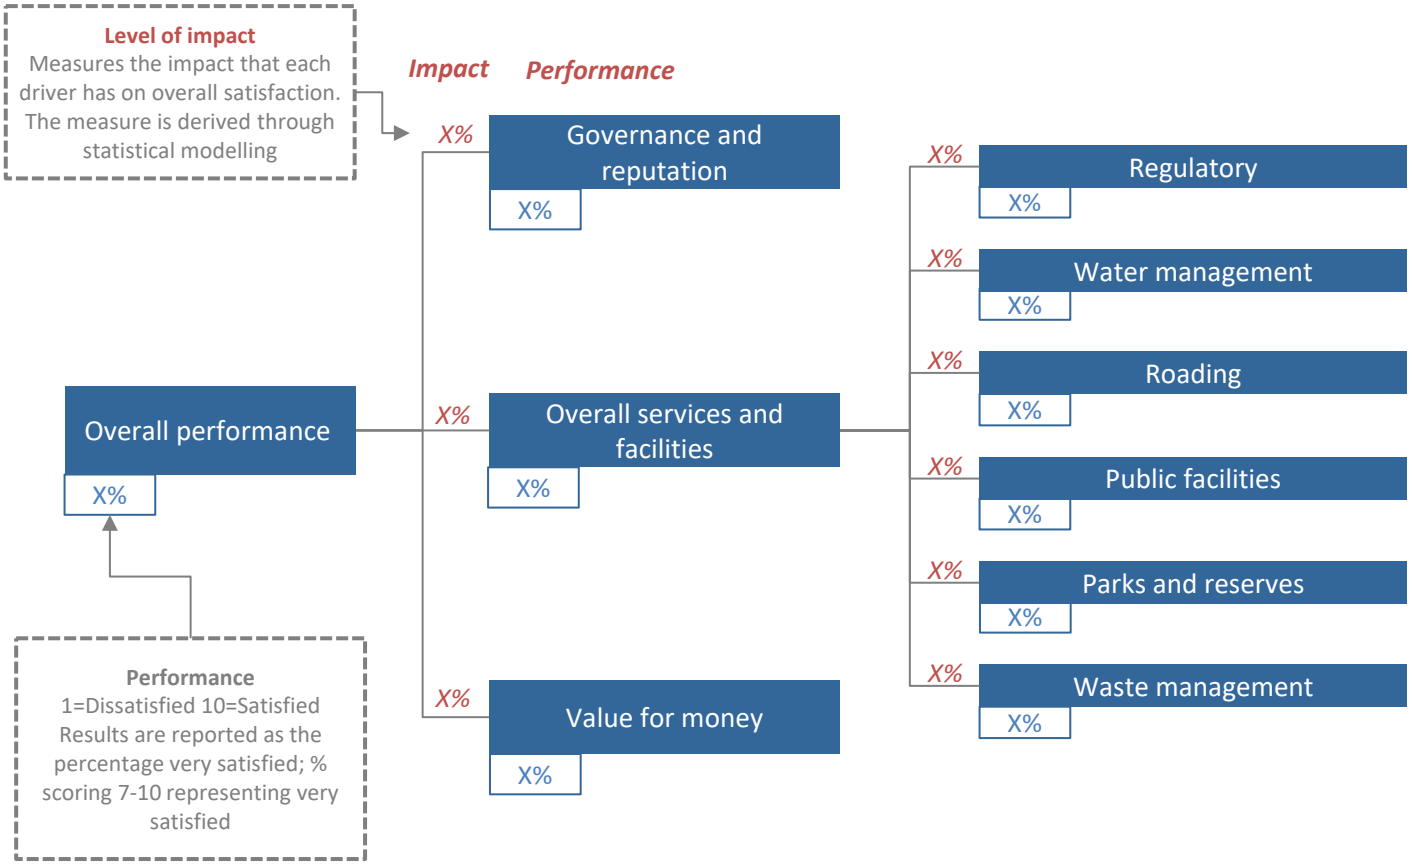 Level of impact
Measures the impact that each
driver has on overall satisfaction.
The measure is derived through
statistical modelling
Impact Performance
X%
Governance and
reputation
X%
X%
Overall services and
facilities
X%
X%
Value for money
X%
Overall performance
X%
Performance
1=Dissatisfied 10=Satisfied
Results are reported as the
percentage very satisfied; %
scoring 7-10 representing very
satisfied
X%
Regulatory
X%
X%
Water management
X%
X%
Roading
X%
X%
Public facilities
X%
X%
Parks and reserves
X%
X%
Waste management
X%